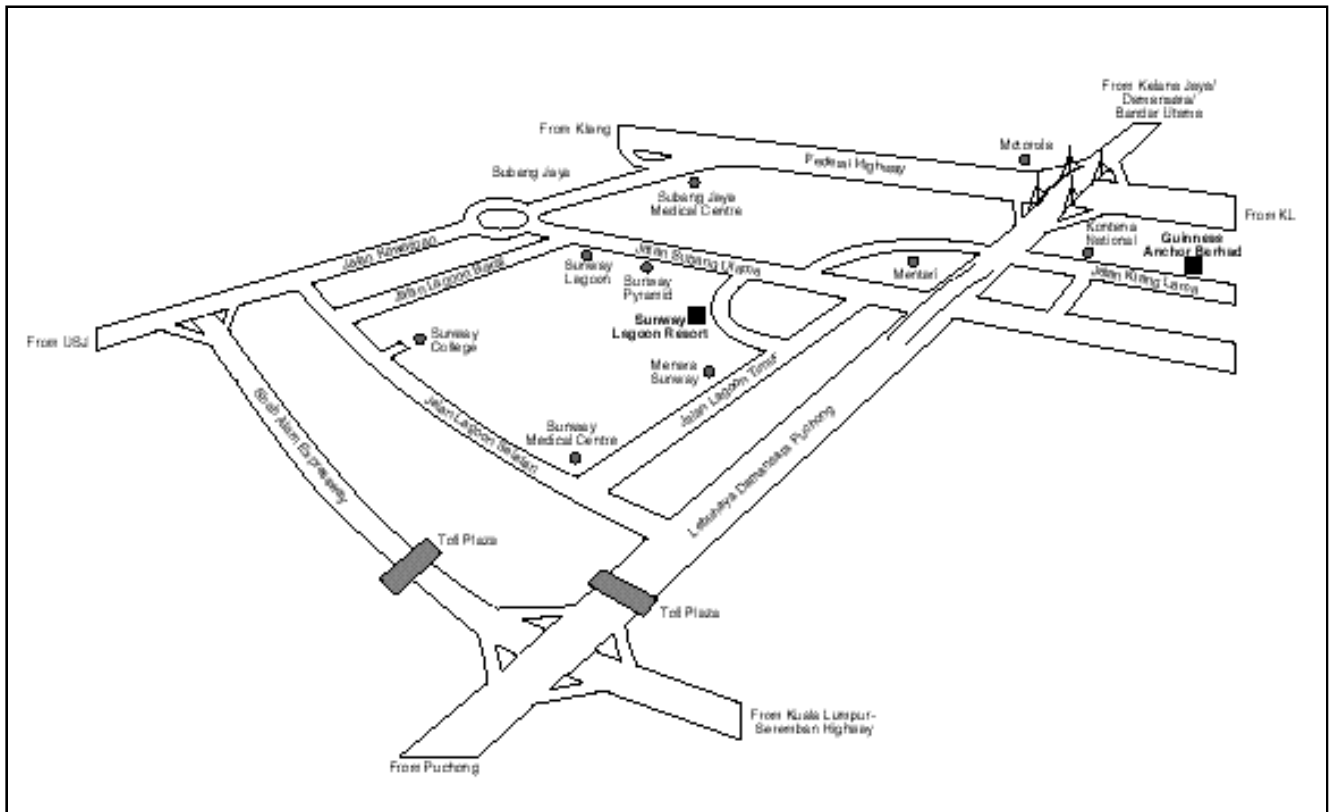 From Kelana Jaya/
Damansara/
Bandar Utama
From Klang
Motorola
Federal Highway
Subang Jaya
Subang Jaya
Medical Centre
From KL
Kontena
National
Guinness
Anchor Berhad
Jalan Kewajipan
Jalan Subang Utama
Jalan Lagoon Barat
Sunway
Lagoon
Sunway
Pyramid
Mentari
Jalan Klang Lama
Sunway
Lagoon Resort
From USJ
Sunway
College
Menara
Sunway
Jalan Lagoon Timur
Shah Alam Expressway
Jalan Lagoon Selatan
Sunway
Medical Centre
Lebuhaya Damansara Puchong
Toll Plaza
Toll Plaza
From Kuala Lumpur-
Seremban Highway
From Puchong